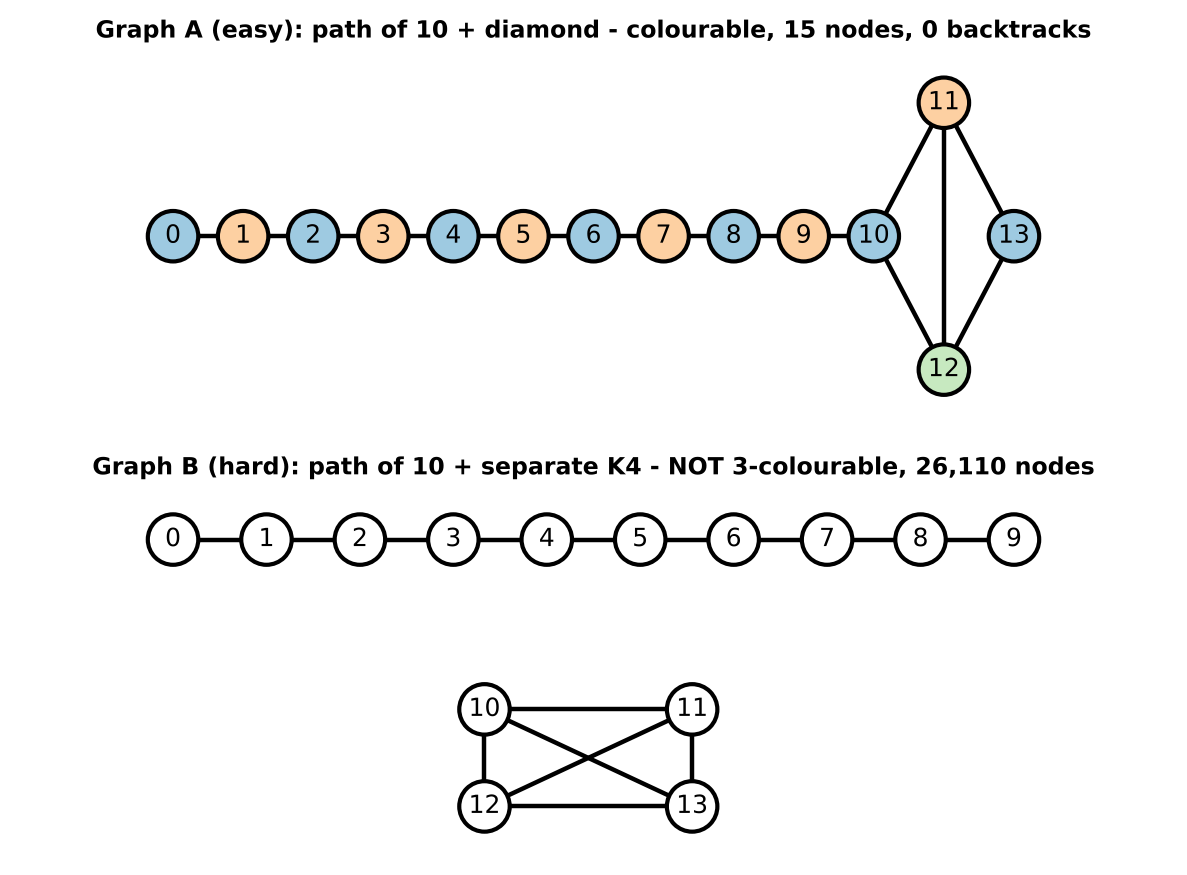 Graph A (easy): path of 10 + diamond - colourable, 15 nodes, 0 backtracks
11
0 1 2 3 4 5 6 7 8 9 10 13
12
Graph B (hard): path of 10 + separate K4 - NOT 3-colourable, 26,110 nodes
0 1 2 3 4 5 6 7 8 9
10 11
12 13